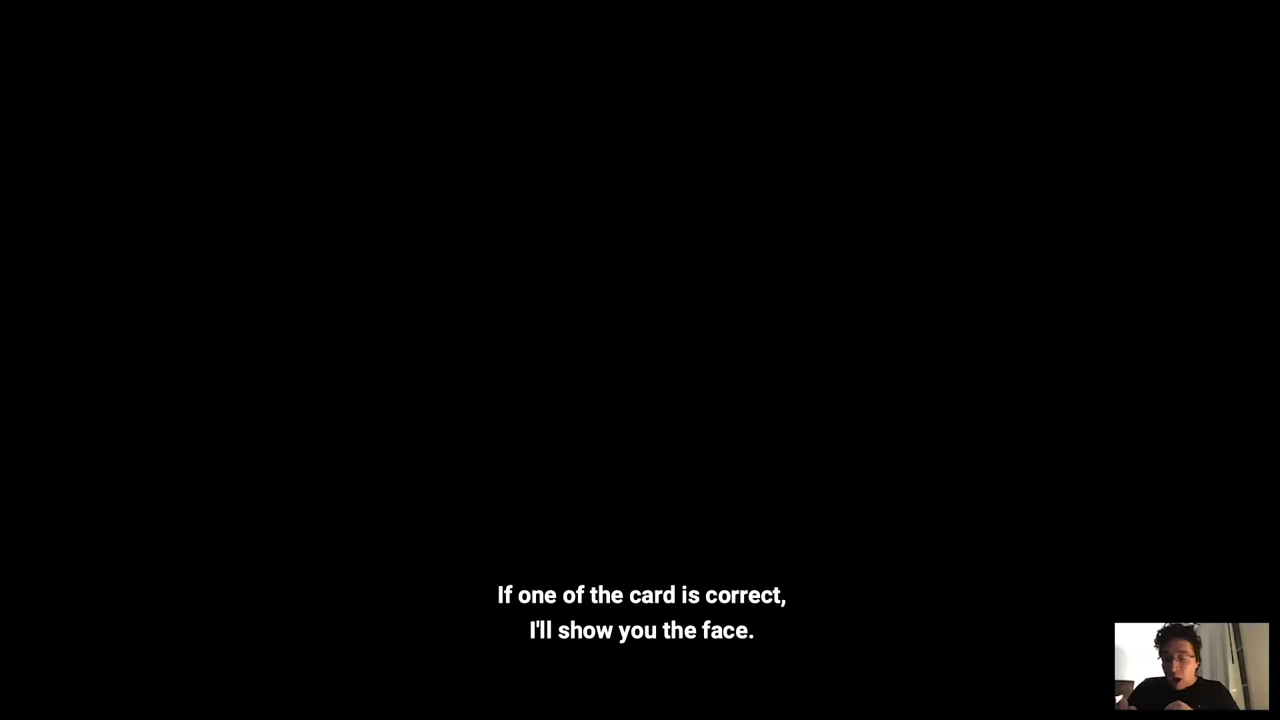 If one of the card is correct,
I'll show you the face.